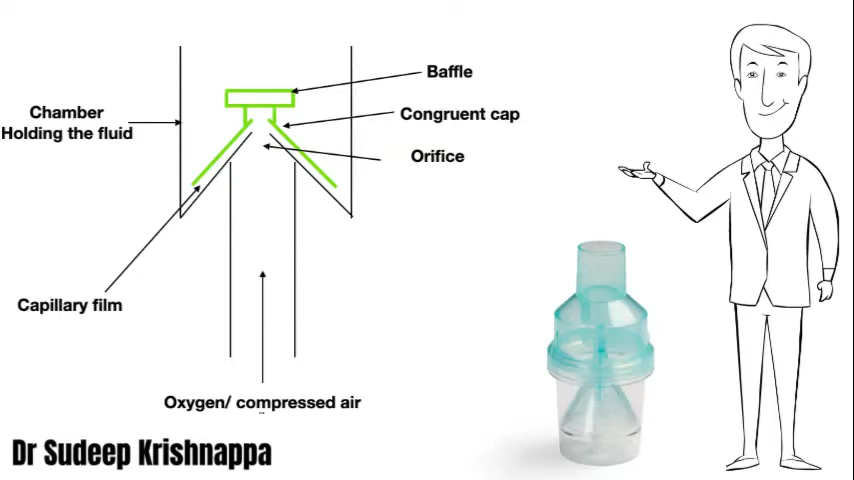 Baffle
Chamber
Holding the fluid
Congruent cap
Orifice
Capillary film
Oxygen/ compressed air
Dr Sudeep Krishnappa